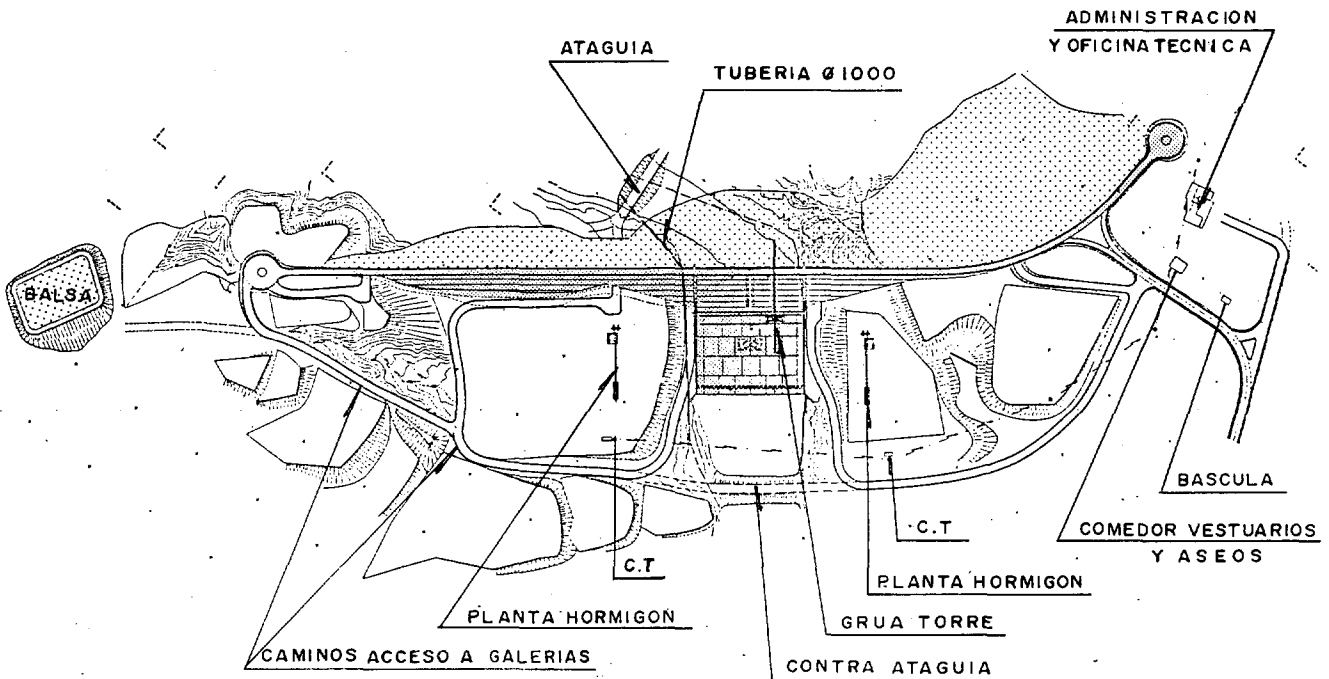 ADMINISTRACION
Y OFICINA TECNICA
ATAGUIA
TUBERIA Ø 1000
BALSA
BASCULA
C.T
COMEDOR VESTUARIOS
Y ASEOS
C.T
PLANTA HORMIGON
PLANTA HORMIGON
GRUA TORRE
CAMINOS ACCESO A GALERIAS
CONTRA ATAGUIA